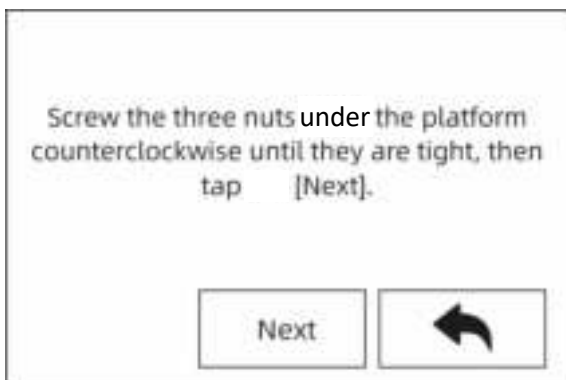 Screw the three nuts under the platform
counterclockwise until they are tight, then
tap [Next].
Next